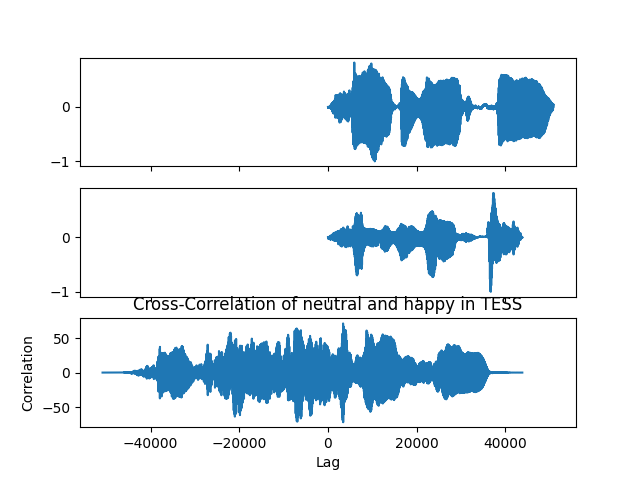 0
−1
0
−1
Cross-Correlation of neutral and happy in TESS
50
0
−50
Correlation
−40000 −20000 0 20000 40000
Lag